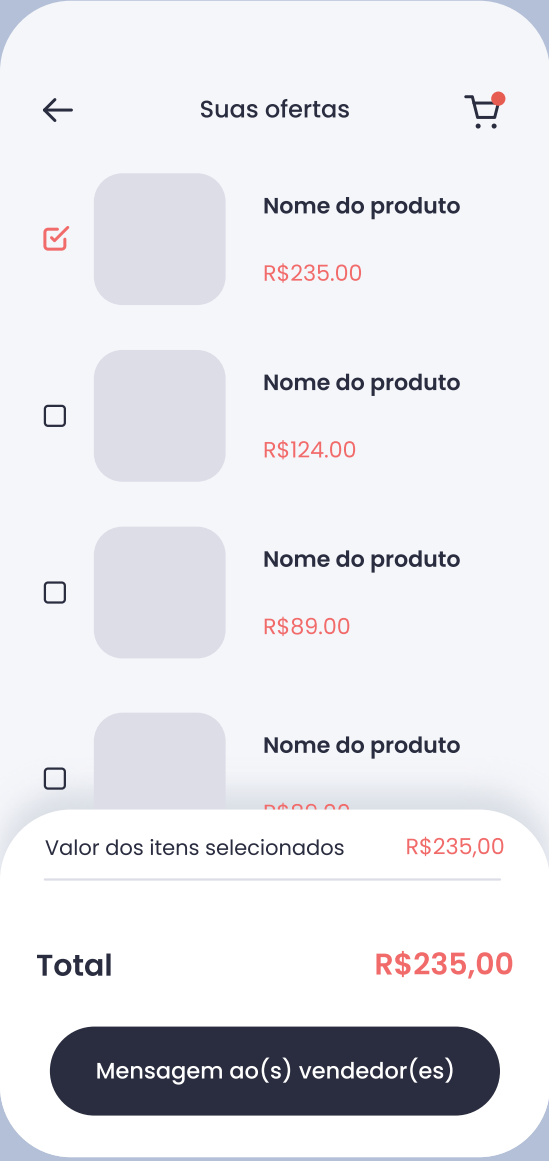 Suas ofertas
Nome do produto
R$235.00
Nome do produto
R$124.00
Nome do produto
R$89.00
Nome do produto
Valor dos itens selecionados R$235,00
Total R$235,00
Mensagem ao(s) vendedor(es)